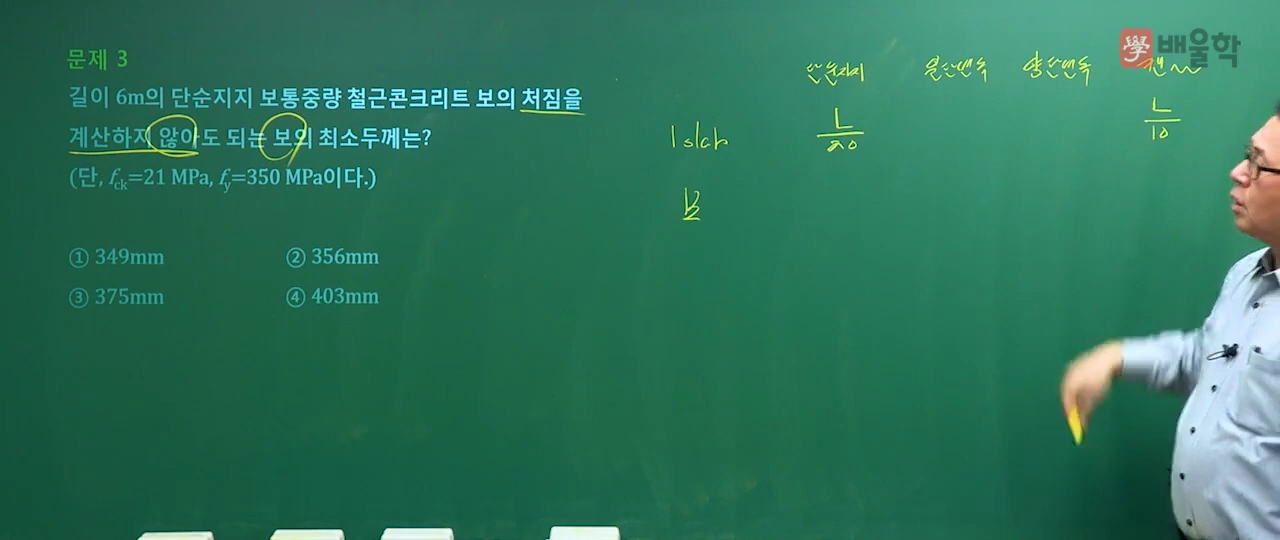 문제 3
길이 6m의 단순지지 보통중량 철근콘크리트 보의 처짐을
계산하지 않아도 되는 보의 최소두께는?
(단, fck=21 MPa, fy=350 MPa이다.)
① 349mm ② 356mm
③ 375mm ④ 403mm
단순지지 일단연속 양단연속 캔
1 slab L/20 L/10
보
學 배울학